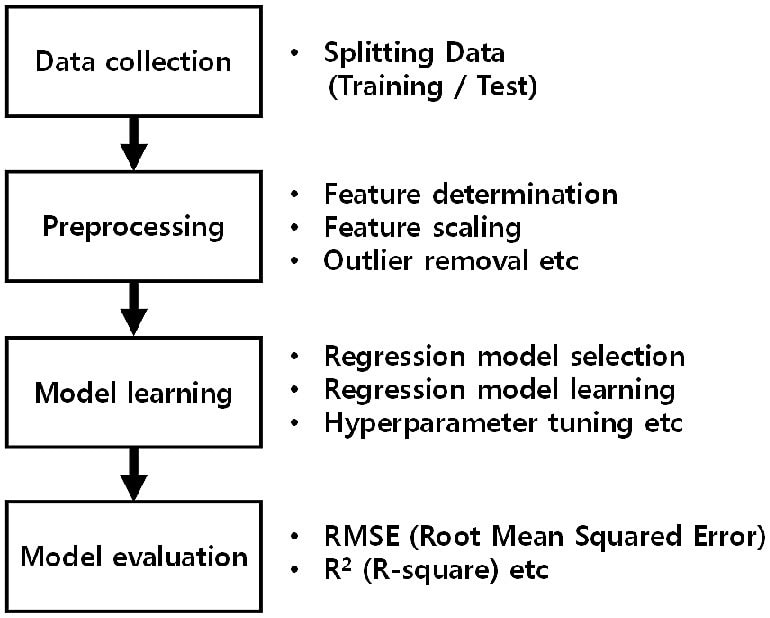 Data collection
• Splitting Data
(Training / Test)
Preprocessing
• Feature determination
• Feature scaling
• Outlier removal etc
Model learning
• Regression model selection
• Regression model learning
• Hyperparameter tuning etc
Model evaluation
• RMSE (Root Mean Squared Error)
• R² (R-square) etc